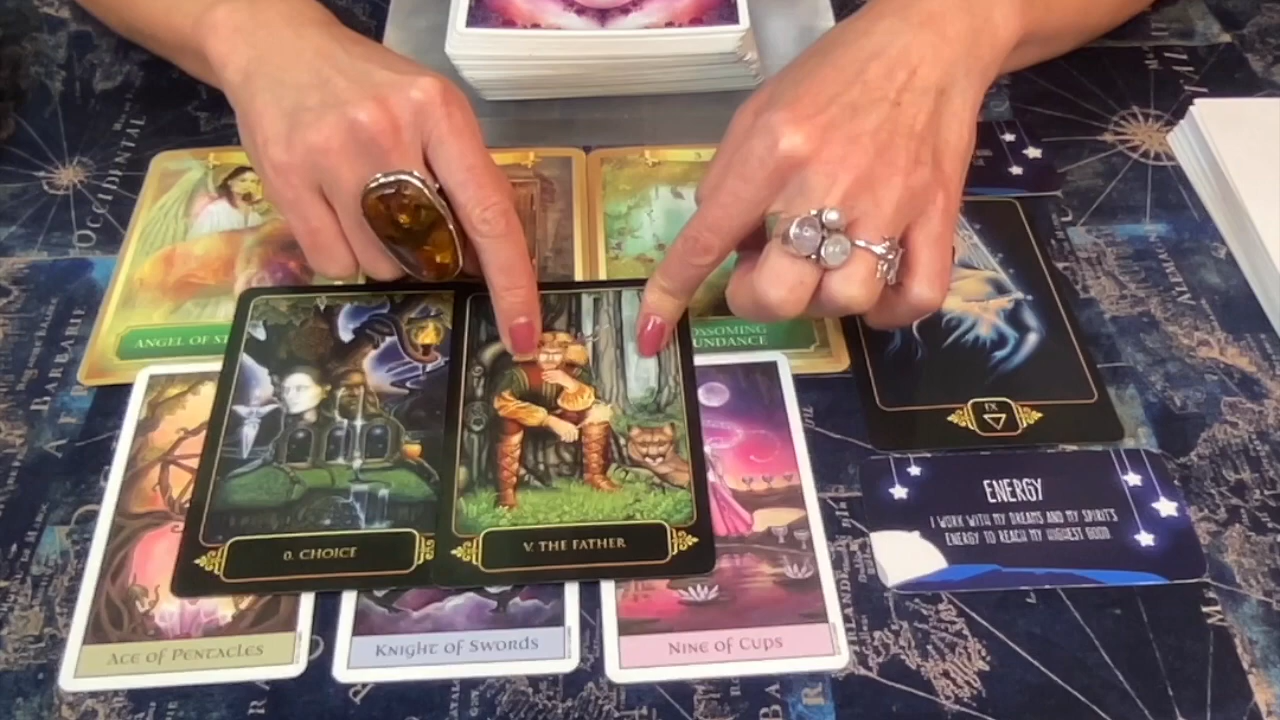 OCCIDENTAL
BARBARIE
ANGEL OF ST
OSSOMING
UNDANCE
0. CHOICE
V. THE FATHER
ENERGY
I WORK WITH MY DREAMS AND MY SPIRIT'S
ENERGY TO REACH MY HIGHEST GOOD.
Ace of Pentacles
Knight of Swords
Nine of Cups